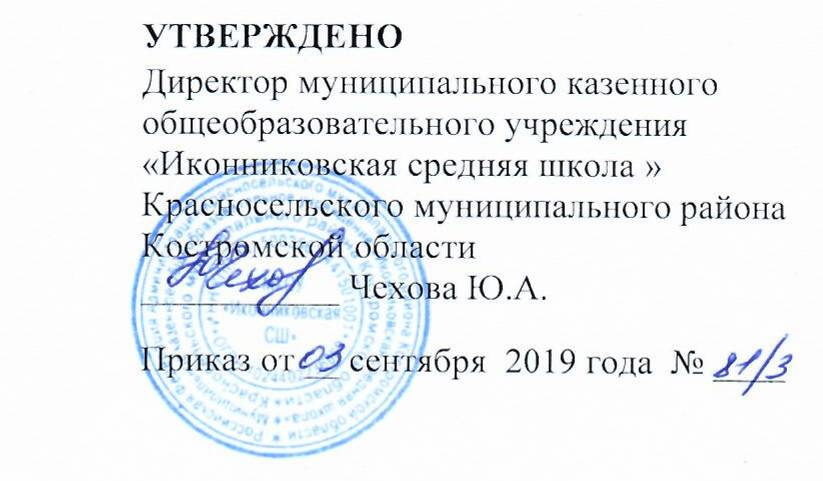 УТВЕРЖДЕНО
Директор муниципального казенного
общеобразовательного учреждения
«Иконниковская средняя школа »
Красносельского муниципального района
Костромской области
Чехова Ю.А.
«Иконниковская
СШ»
Приказ от 03 сентября 2019 года № 81/3